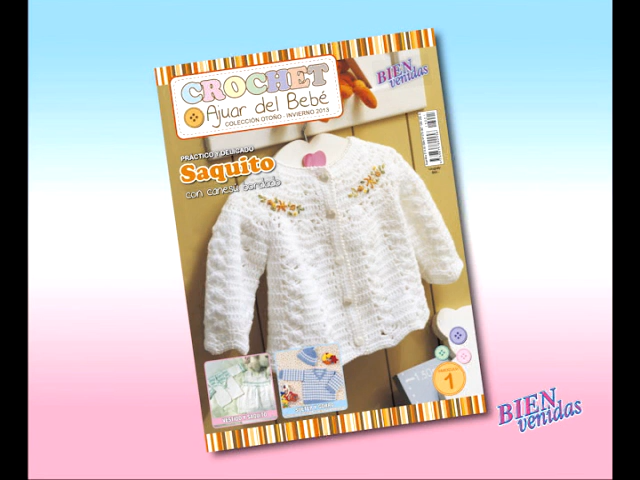 CROCHET
Ajuar del Bebé
COLECCIÓN OTOÑO - INVIERNO 2013
BIEN
venidas
PRÁCTICO Y DELICADO
Saquito
con canesú bordado
1
BIEN
venidas